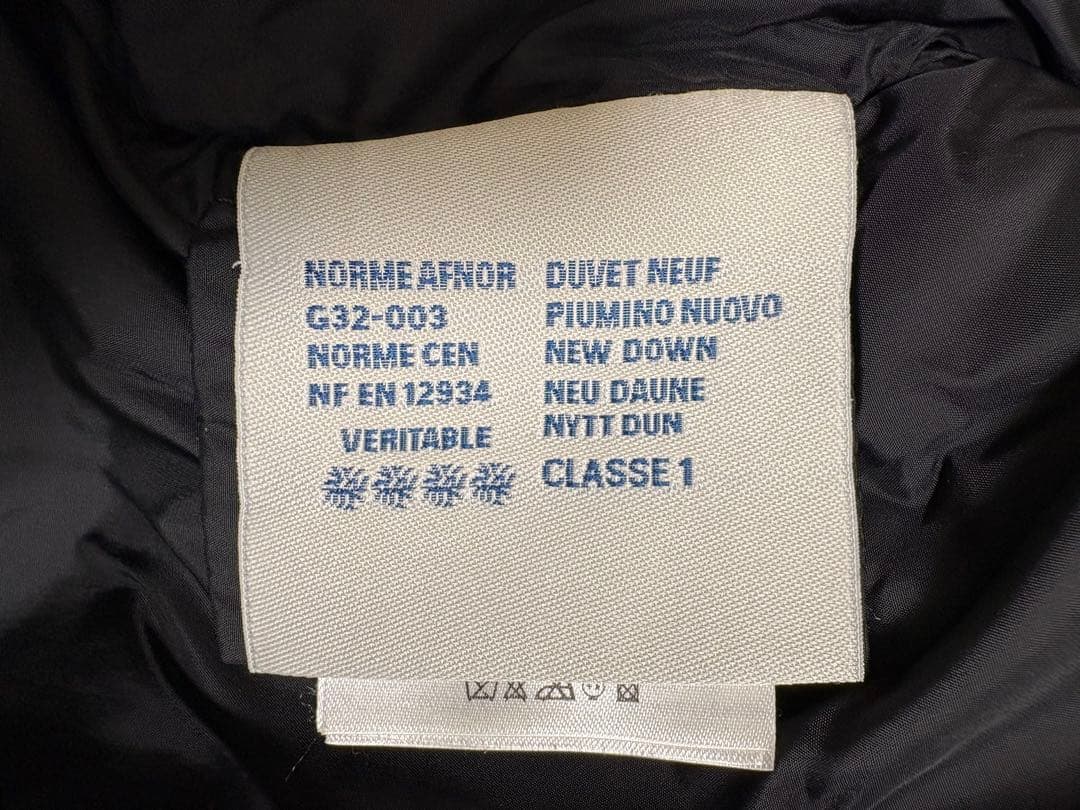 NORME AFNOR
G32-003
NORME CEN
NF EN 12934
VERITABLE
DUVET NEUF
PIUMINO NUOVO
NEW DOWN
NEU DAUNE
NYTT DUN
CLASSE 1